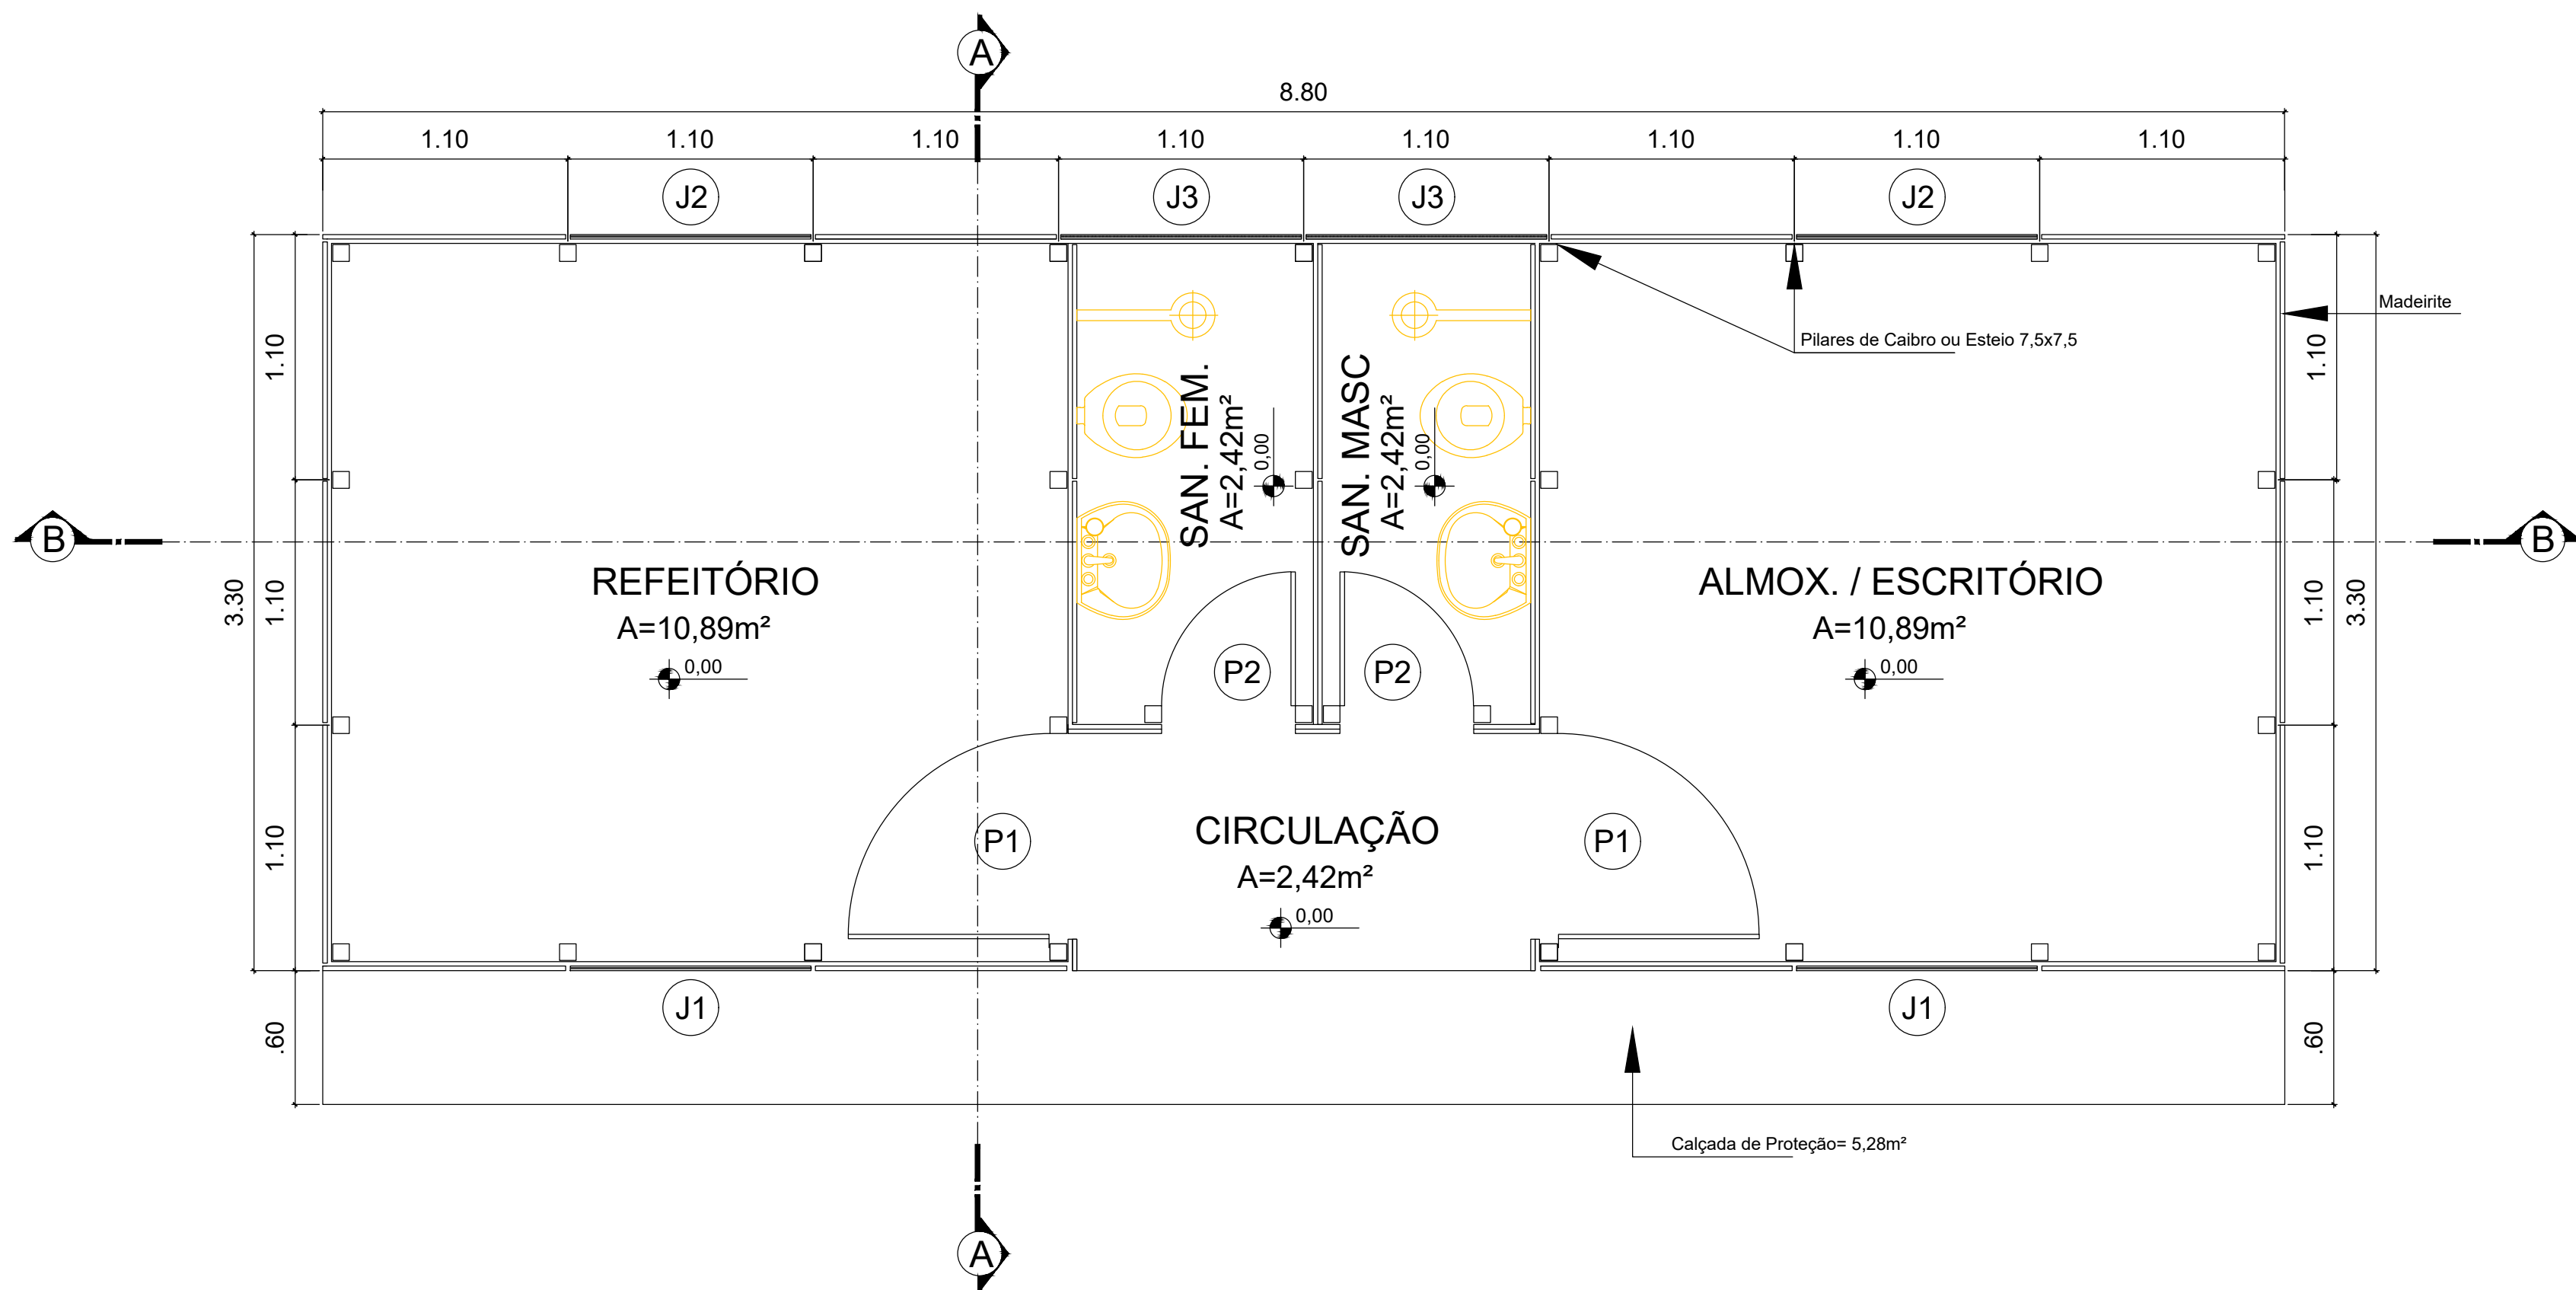 A
8.80
1.10 1.10 1.10 1.10 1.10 1.10 1.10 1.10
J2 J3 J3 J2
Madeirite
Pilares de Caibro ou Esteio 7,5x7,5
1.10
1.10
SAN. FEM.
A=2,42m²
0,00
SAN. MASC
A=2,42m²
0,00
B
B
REFEITÓRIO
A=10,89m²
0,00
ALMOX. / ESCRITÓRIO
A=10,89m²
0,00
3.30
1.10
1.10
3.30
P2 P2
P1 P1
CIRCULAÇÃO
A=2,42m²
0,00
1.10
1.10
J1 J1
.60
.60
Calçada de Proteção= 5,28m²
A